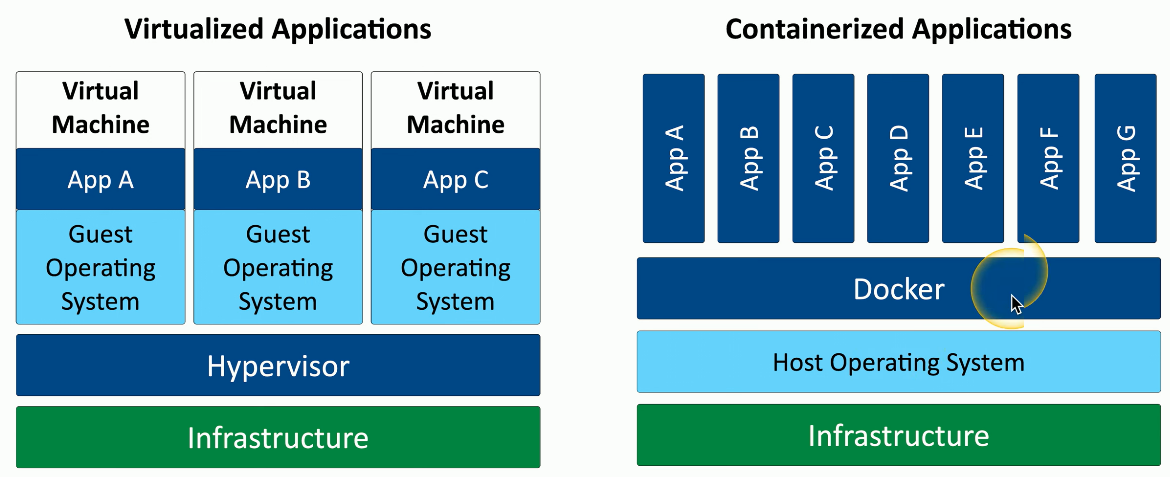 Virtualized Applications
Virtual
Machine
App A
Guest
Operating
System
Virtual
Machine
App B
Guest
Operating
System
Virtual
Machine
App C
Guest
Operating
System
Hypervisor
Infrastructure
Containerized Applications
App A
App B
App C
App D
App E
App F
App G
Docker
Host Operating System
Infrastructure